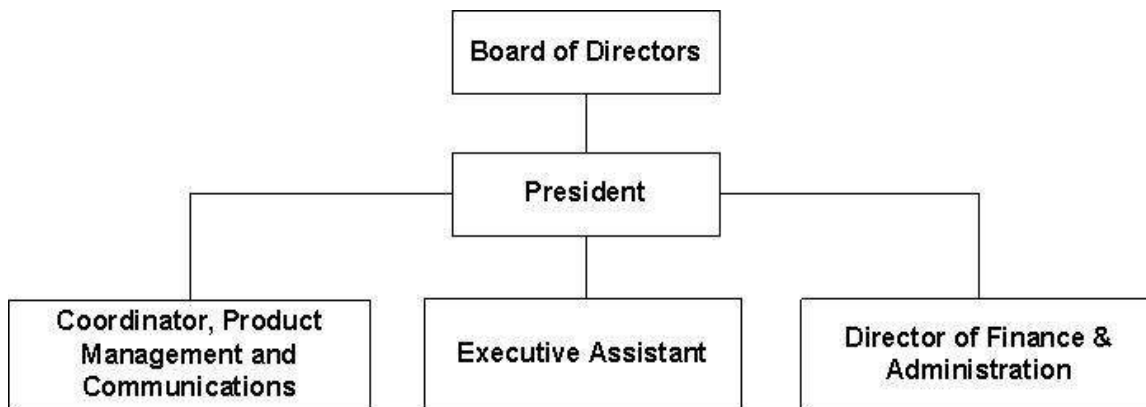 Board of Directors
President
Coordinator, Product
Management and
Communications
Executive Assistant
Director of Finance &
Administration